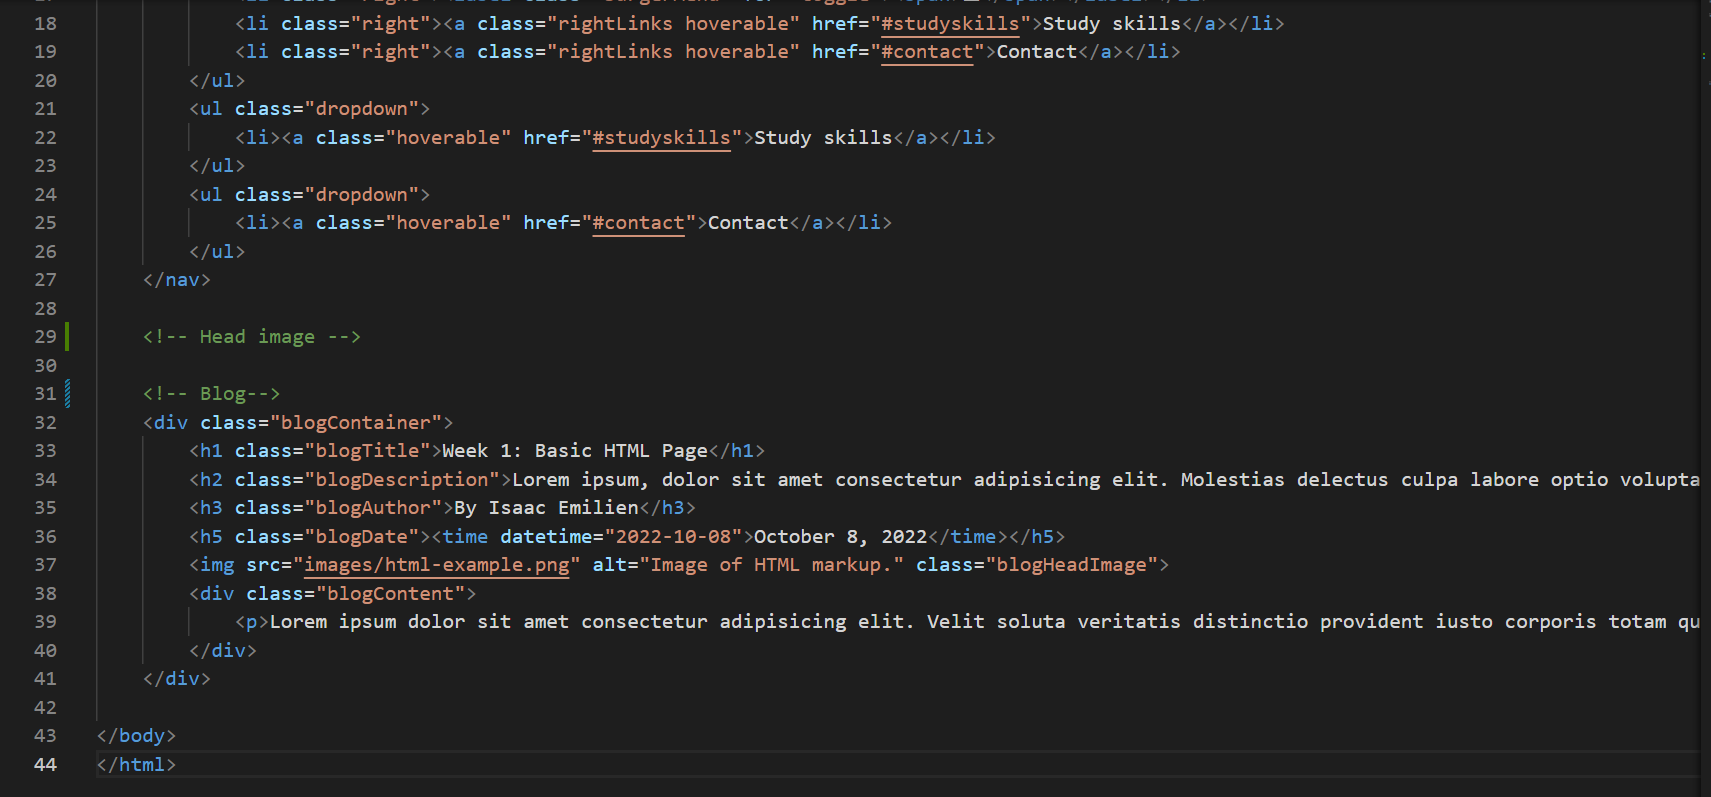 18 <li class="right"><a class="rightLinks hoverable" href="#studyskills">Study skills</a></li>
19 <li class="right"><a class="rightLinks hoverable" href="#contact">Contact</a></li>
20 </ul>
21 <ul class="dropdown">
22 <li><a class="hoverable" href="#studyskills">Study skills</a></li>
23 </ul>
24 <ul class="dropdown">
25 <li><a class="hoverable" href="#contact">Contact</a></li>
26 </ul>
27 </nav>
28
29 <!-- Head image -->
30
31 <!-- Blog-->
32 <div class="blogContainer">
33 <h1 class="blogTitle">Week 1: Basic HTML Page</h1>
34 <h2 class="blogDescription">Lorem ipsum, dolor sit amet consectetur adipisicing elit. Molestias delectus culpa labore optio volupta
35 <h3 class="blogAuthor">By Isaac Emilien</h3>
36 <h5 class="blogDate"><time datetime="2022-10-08">October 8, 2022</time></h5>
37 <img src="images/html-example.png" alt="Image of HTML markup." class="blogHeadImage">
38 <div class="blogContent">
39 <p>Lorem ipsum dolor sit amet consectetur adipisicing elit. Velit soluta veritatis distinctio provident iusto corporis totam qu
40 </div>
41 </div>
42
43 </body>
44 </html>